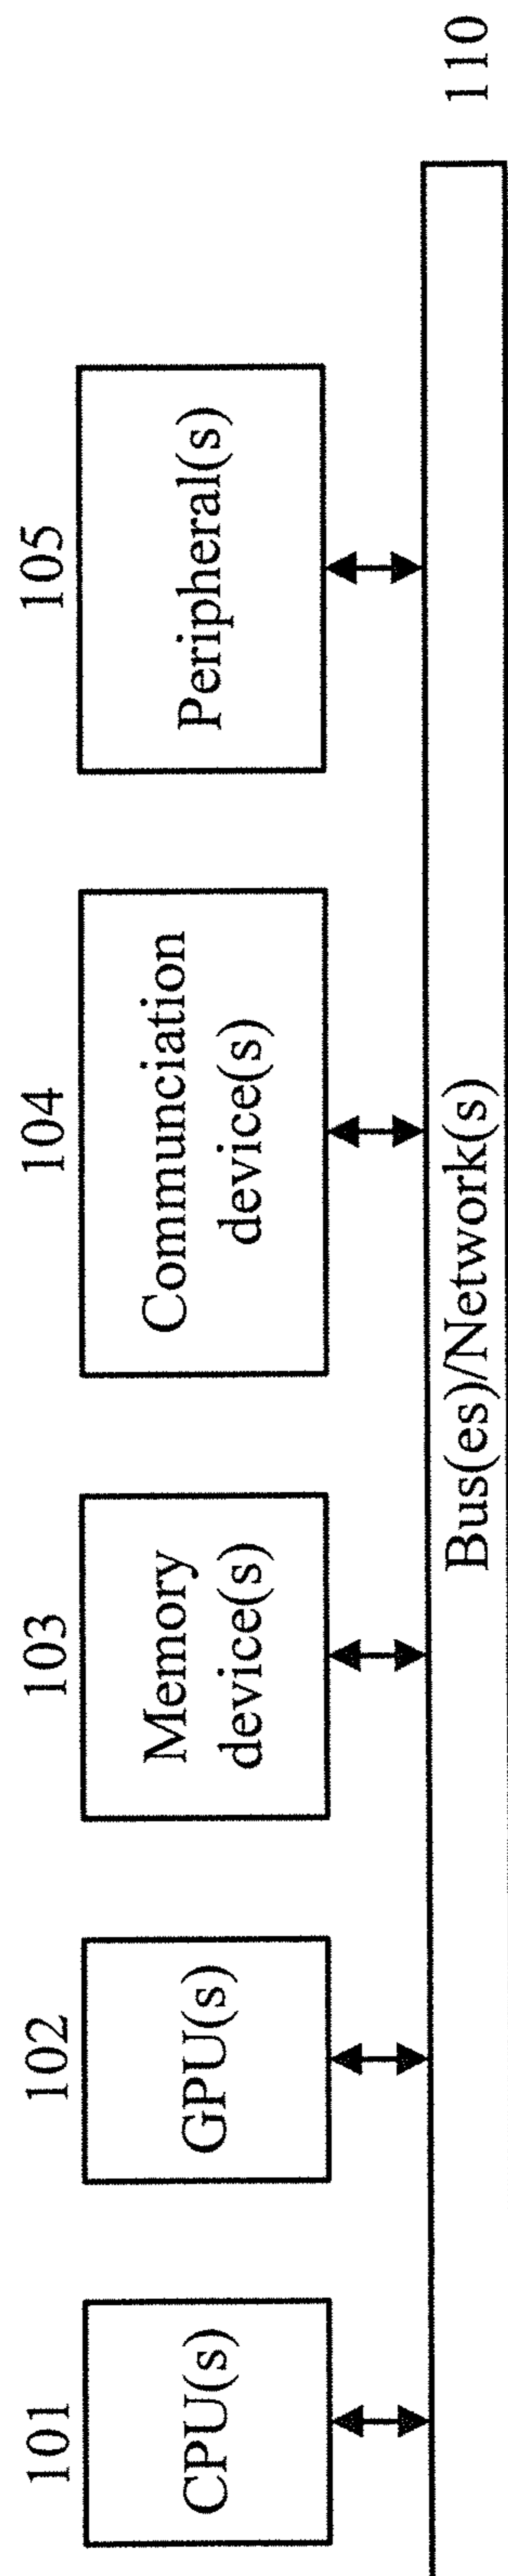 101
CPU(s)
102
GPU(s)
103
Memory
device(s)
104
Communciation
device(s)
105
Peripheral(s)
Bus(es)/Network(s)
110